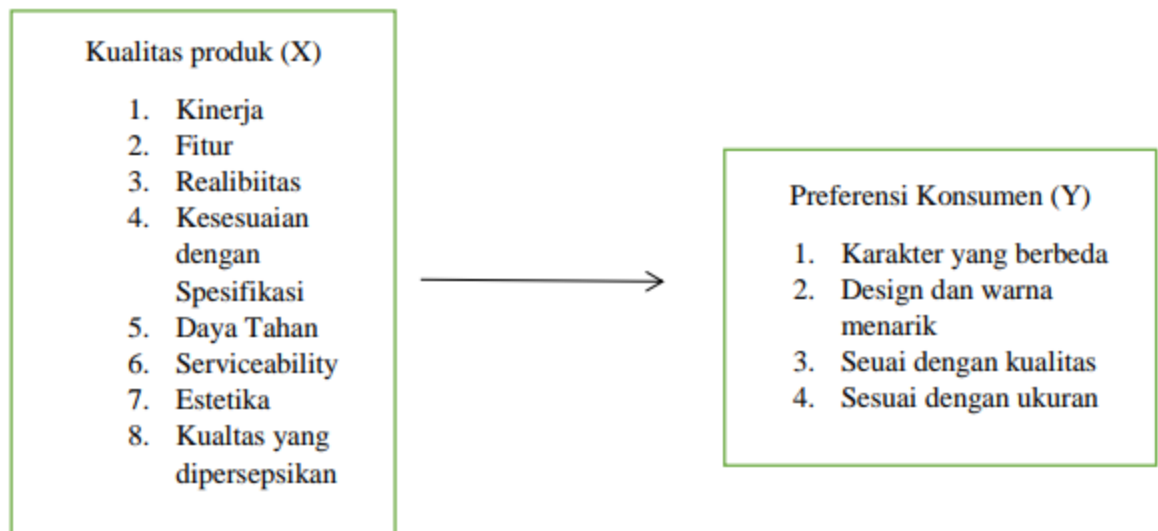 Kualitas produk (X)
1. Kinerja
2. Fitur
3. Realibiitas
4. Kesesuaian
dengan
Spesifikasi
5. Daya Tahan
6. Serviceability
7. Estetika
8. Kualtas yang
dipersepsikan
Preferensi Konsumen (Y)
1. Karakter yang berbeda
2. Design dan warna
menarik
3. Seuai dengan kualitas
4. Sesuai dengan ukuran